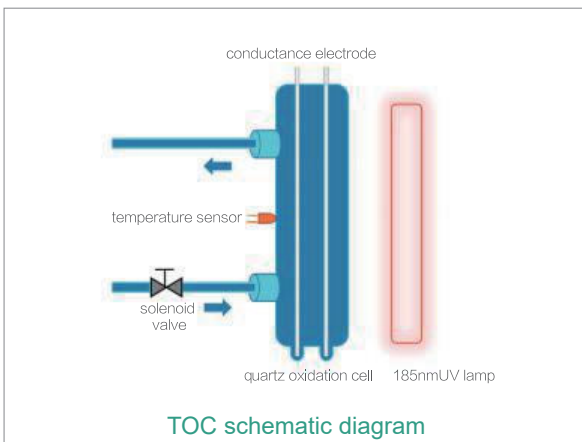 conductance electrode
temperature sensor
solenoid
valve
quartz oxidation cell
185nmUV lamp
TOC schematic diagram